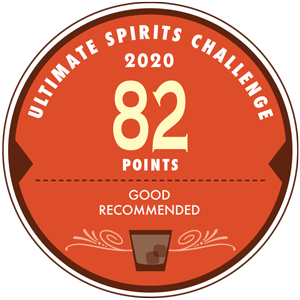 ULTIMATE SPIRITS CHALLENGE
2020
82
POINTS
GOOD
RECOMMENDED